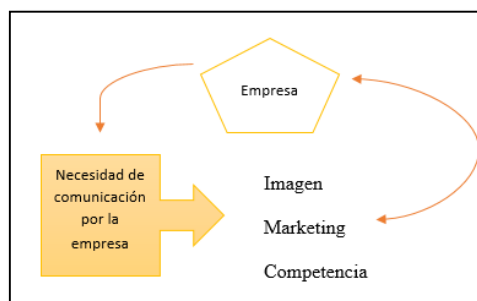 Empresa
Necesidad de
comunicación
por la
empresa
Imagen
Marketing
Competencia